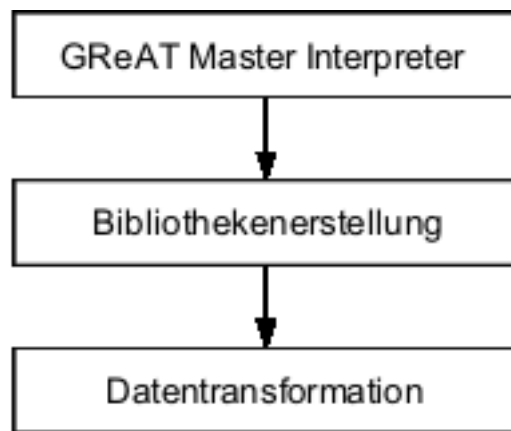 GReAT Master Interpreter
Bibliothekenerstellung
Datentransformation